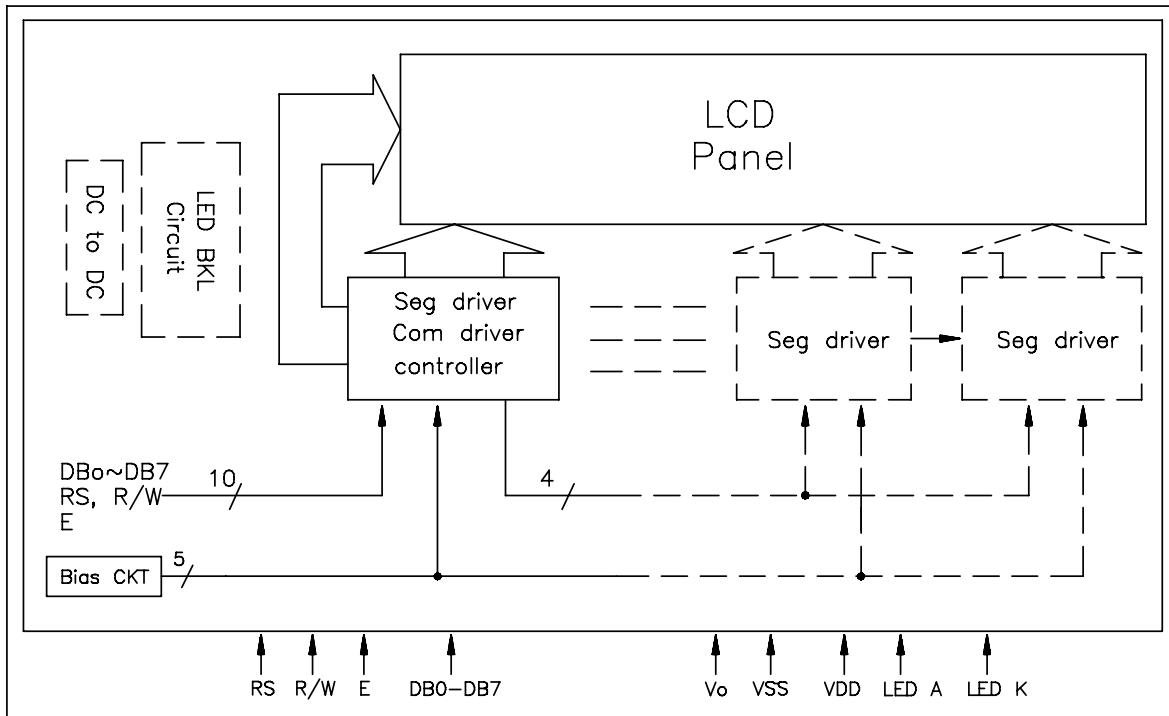 LCD
Panel
DC to DC
LED BKL
Circuit
Seg driver
Com driver
controller
Seg driver
Seg driver
DBo~DB7
RS, R/W
E
10
4
Bias CKT
5
RS
R/W
E
DB0-DB7
Vo
VSS
VDD
LED A
LED K